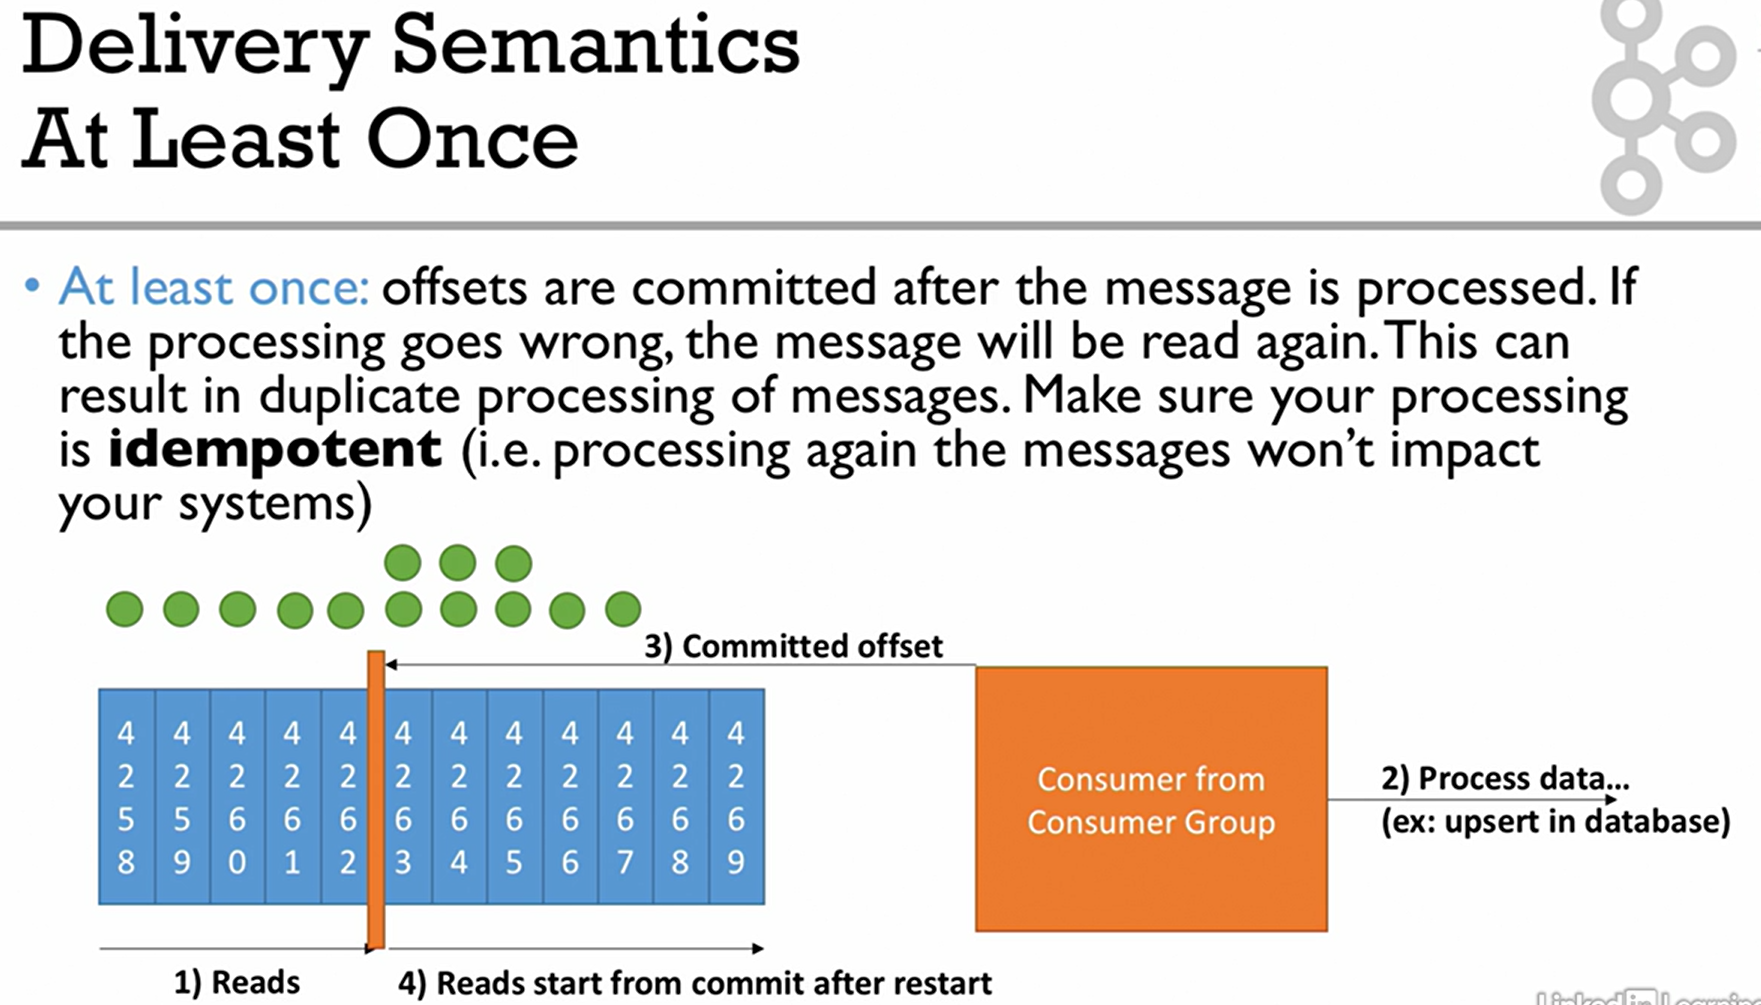 Delivery Semantics
At Least Once
• At least once: offsets are committed after the message is processed. If
the processing goes wrong, the message will be read again. This can
result in duplicate processing of messages. Make sure your processing
is idempotent (i.e. processing again the messages won't impact
your systems)
3) Committed offset
4258 4259 4260 4261 4262 4263 4264 4265 4266 4267 4268 4269
Consumer from
Consumer Group
2) Process data...
(ex: upsert in database)
1) Reads
4) Reads start from commit after restart
LinkedIn Learning